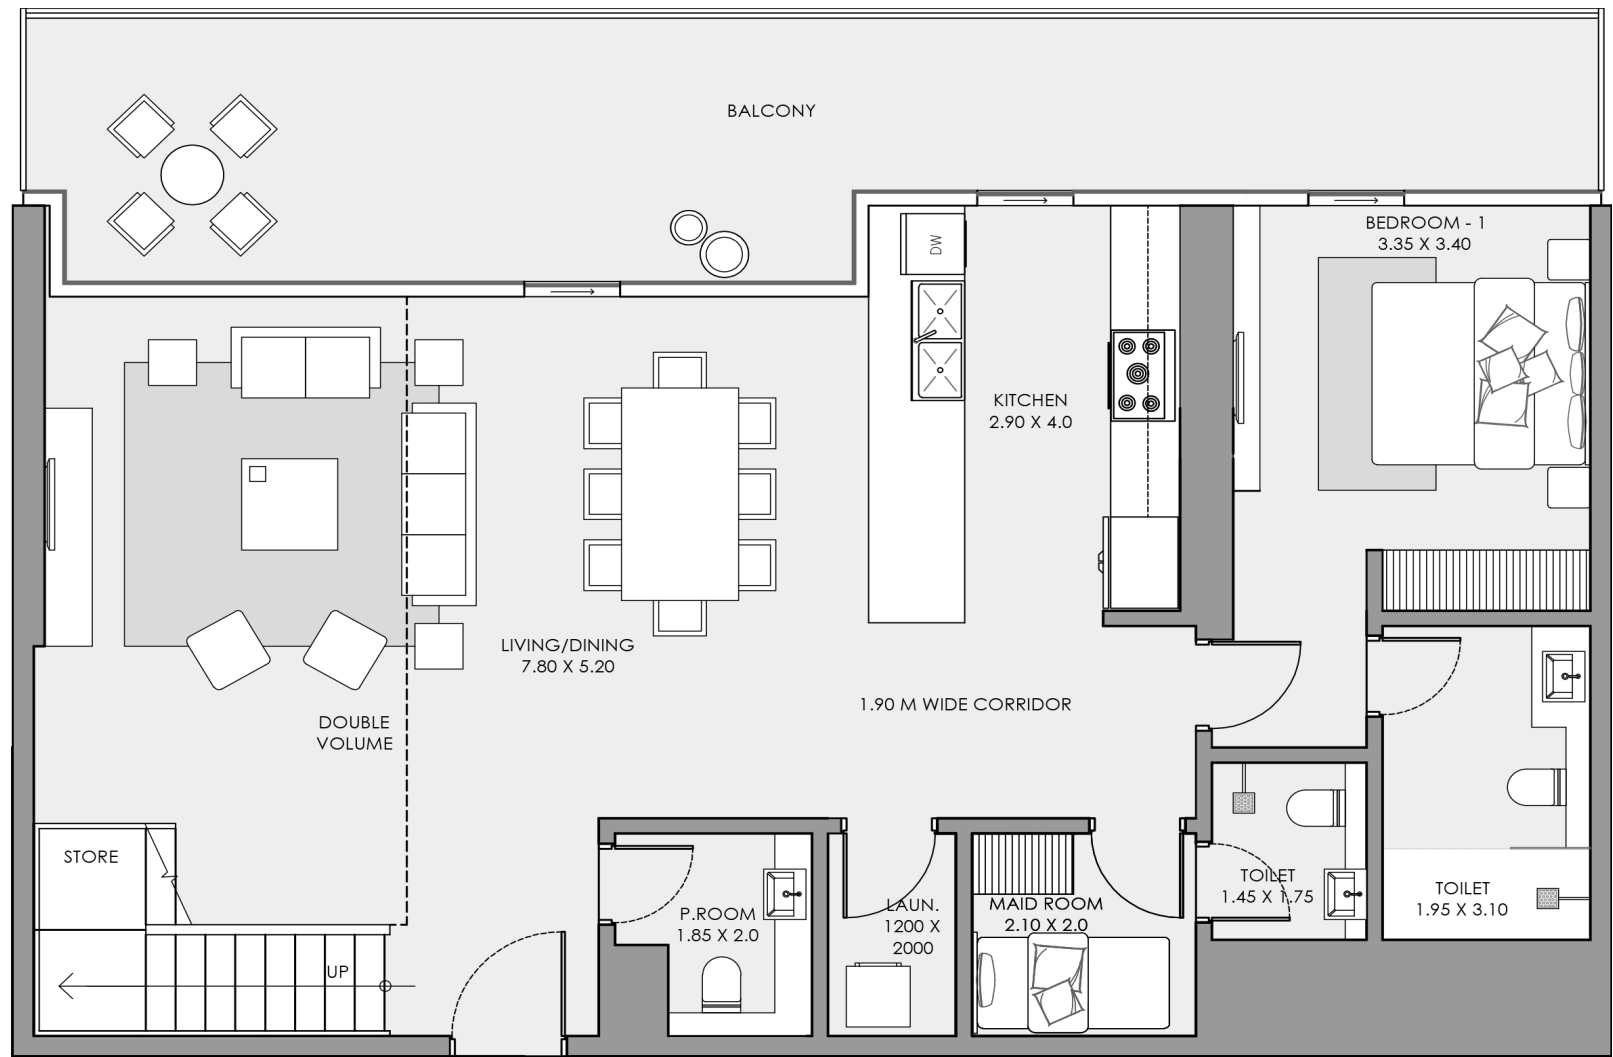 BALCONY
BEDROOM - 1
3.35 X 3.40
DW
KITCHEN
2.90 X 4.0
LIVING/DINING
7.80 X 5.20
1.90 M WIDE CORRIDOR
DOUBLE
VOLUME
STORE
UP
P.ROOM
1.85 X 2.0
LAUN.
1200 X
2000
MAID ROOM
2.10 X 2.0
TOILET
1.45 X 1.75
TOILET
1.95 X 3.10